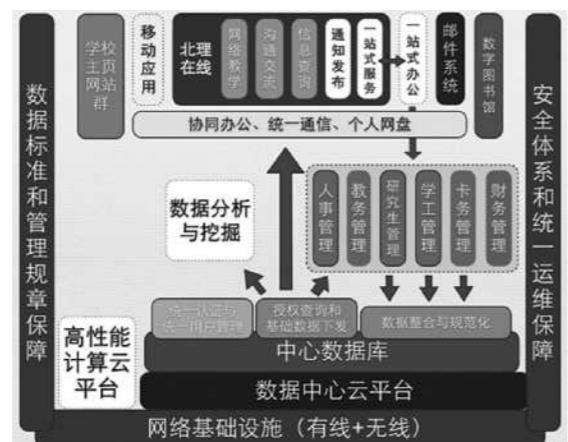 数据标准和管理规章保障
学校主页网站群
移动应用
北理在线
网络教学
沟通交流
信息查询
通知发布
一站式服务
一站式办公
邮件系统
数字图书馆
安全体系和统一运维保障
协同办公、统一通信、个人网盘
数据分析
与挖掘
人事管理
教务管理
研究生管理
学工管理
卡务管理
财务管理
统一认证与
统一用户管理
授权查询和
基础数据下发
数据整合与规范化
高性能
计算云
平台
中心数据库
数据中心云平台
网络基础设施（有线+无线）